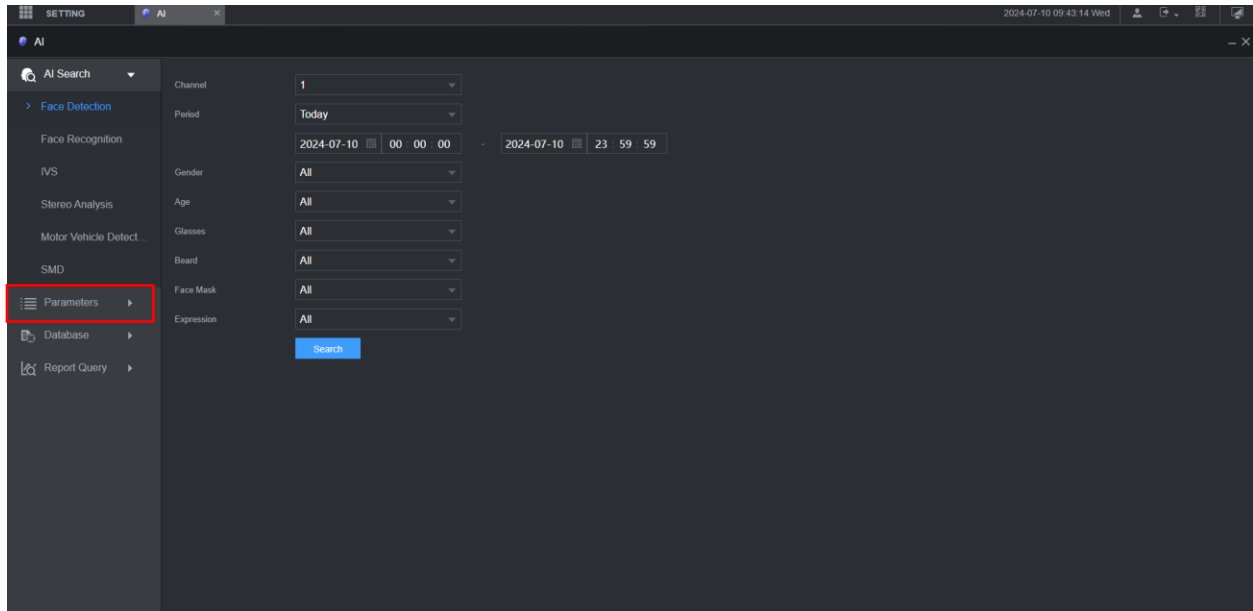 SETTING AI × 2024-07-10 09:43:14 Wed
AI
AI Search
Face Detection
Face Recognition
IVS
Stereo Analysis
Motor Vehicle Detect...
SMD
Parameters
Database
Report Query
Channel 1
Period Today
2024-07-10 00 : 00 : 00 - 2024-07-10 23 : 59 : 59
Gender All
Age All
Glasses All
Beard All
Face Mask All
Expression All
Search